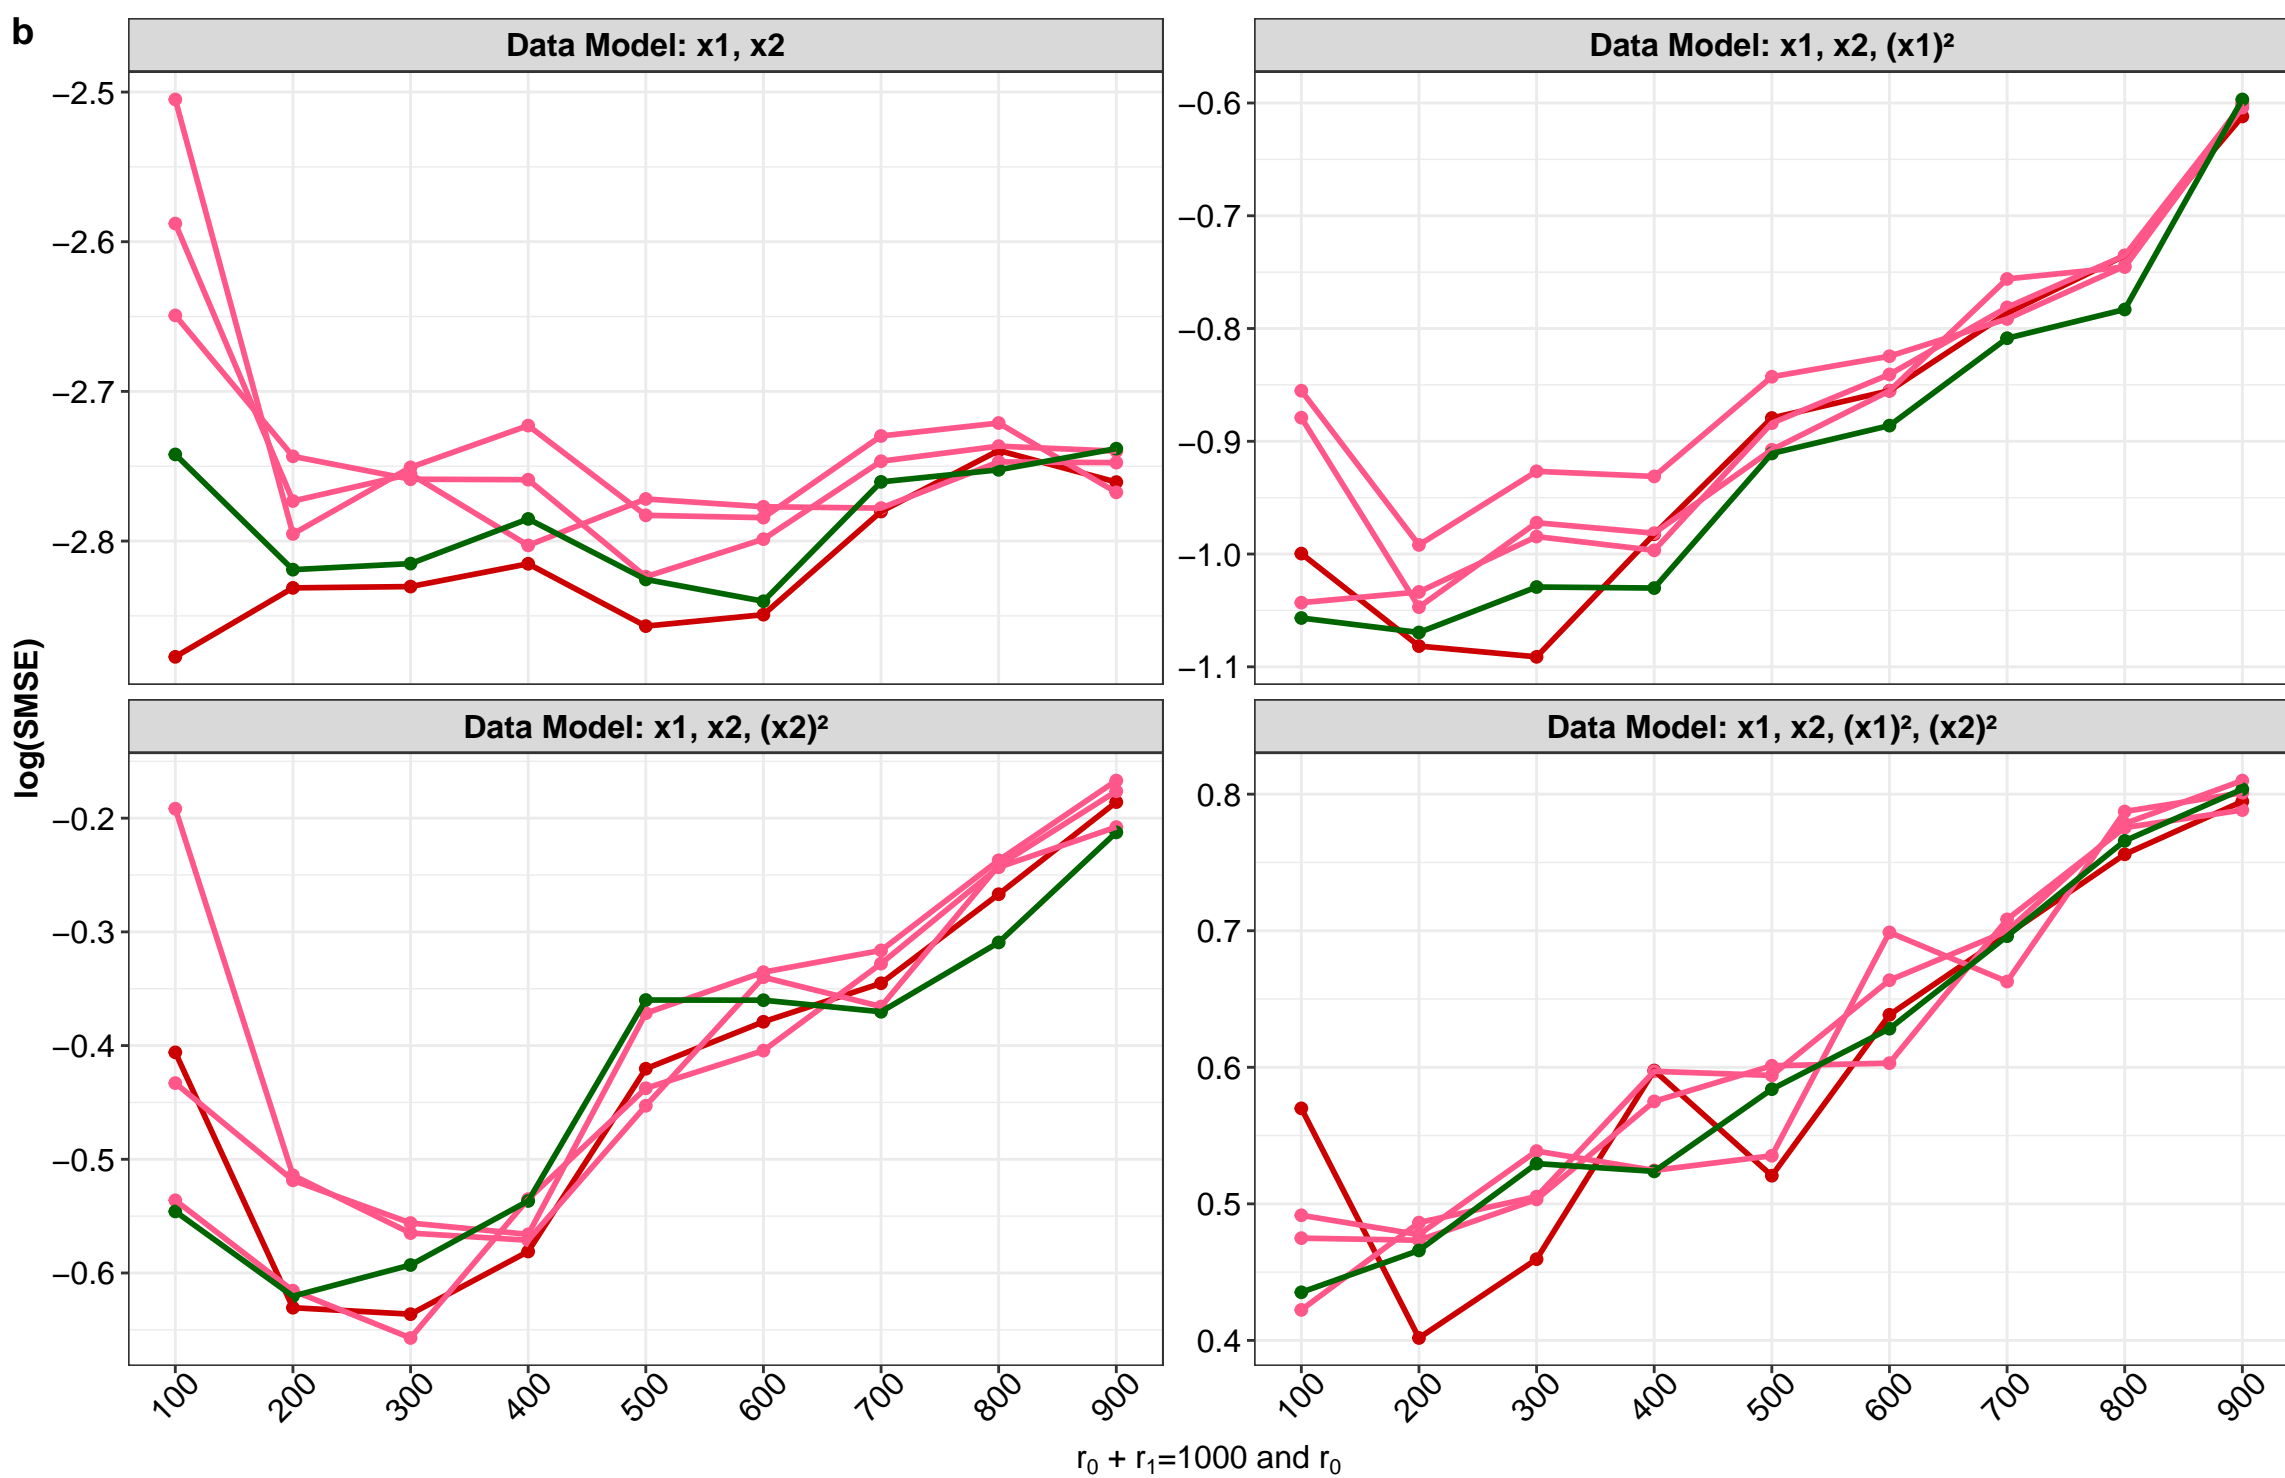 b
Data Model: x1, x2
Data Model: x1, x2, (x1)²
−2.5
−2.6
−2.7
−2.8
−0.6
−0.7
−0.8
−0.9
−1.0
−1.1
log(SMSE)
Data Model: x1, x2, (x2)²
Data Model: x1, x2, (x1)², (x2)²
−0.2
−0.3
−0.4
−0.5
−0.6
0.8
0.7
0.6
0.5
0.4
100 200 300 400 500 600 700 800 900
100 200 300 400 500 600 700 800 900
r₀ + r₁=1000 and r₀